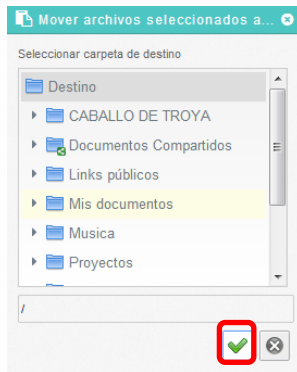 Mover archivos seleccionados a...
Seleccionar carpeta de destino
Destino
CABALLO DE TROYA
Documentos Compartidos
Links públicos
Mis documentos
Musica
Proyectos
/